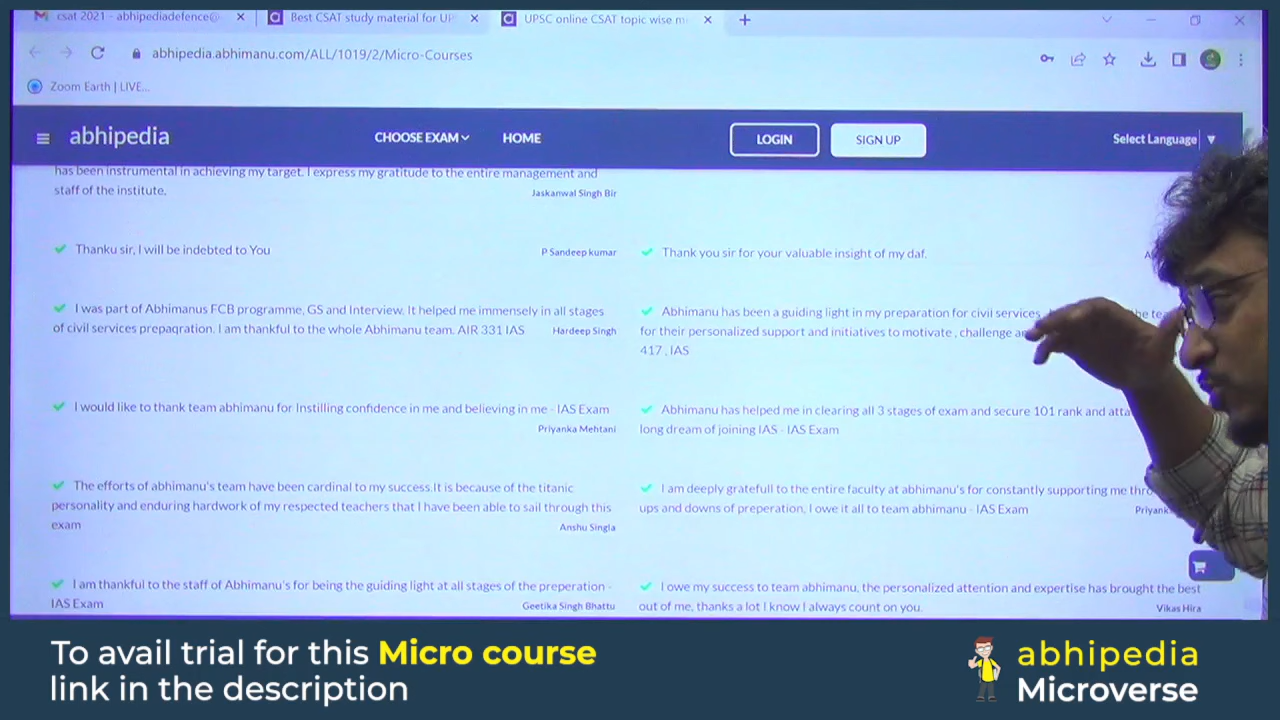 csat 2021 - abhipediadefence@
Best CSAT study material for UP
UPSC online CSAT topic wise m
abhipedia.abhimanu.com/ALL/1019/2/Micro-Courses
Zoom Earth | LIVE...
abhipedia
CHOOSE EXAM
HOME
LOGIN
SIGN UP
Select Language
has been instrumental in achieving my target. I express my gratitude to the entire management and
staff of the institute.
Jaskanwal Singh Bir
Thanku sir, I will be indebted to You
P Sandeep kumar
Thank you sir for your valuable insight of my daf.
I was part of Abhimanus FCB programme, GS and Interview. It helped me immensely in all stages
of civil services prepaqration. I am thankful to the whole Abhimanu team. AIR 331 IAS
Hardeep Singh
Abhimanu has been a guiding light in my preparation for civil services
for their personalized support and initiatives to motivate , challenge
417 , IAS
I would like to thank team abhimanu for Instilling confidence in me and believing in me - IAS Exam
Priyanka Mehtani
Abhimanu has helped me in clearing all 3 stages of exam and secure 101 rank and
long dream of joining IAS - IAS Exam
The efforts of abhimanu's team have been cardinal to my success.It is because of the titanic
personality and enduring hardwork of my respected teachers that I have been able to sail through this
exam
Anshu Singla
I am deeply gratefull to the entire faculty at abhimanu's for constantly supporting me
ups and downs of preperation, I owe it all to team abhimanu - IAS Exam
I am thankful to the staff of Abhimanu's for being the guiding light at all stages of the preperation -
IAS Exam
Geetika Singh Bhattu
I owe my success to team abhimanu, the personalized attention and expertise has brought the best
out of me, thanks a lot I know I always count on you.
Vikas Hira
To avail trial for this Micro course
link in the description
abhipedia
Microverse